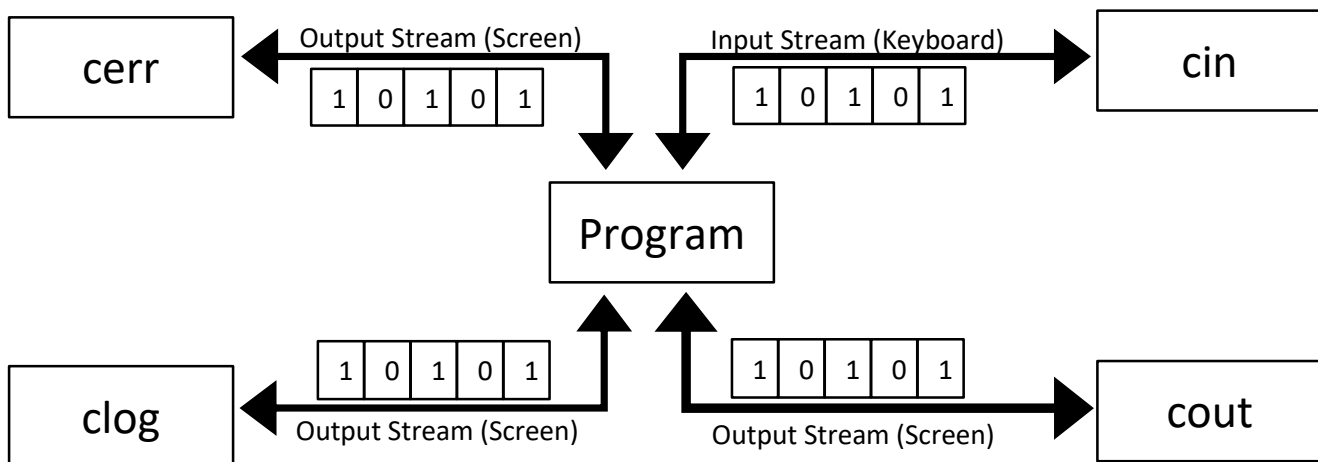 cerr
Output Stream (Screen)
1 0 1 0 1
Input Stream (Keyboard)
1 0 1 0 1
cin
Program
clog
1 0 1 0 1
Output Stream (Screen)
1 0 1 0 1
Output Stream (Screen)
cout